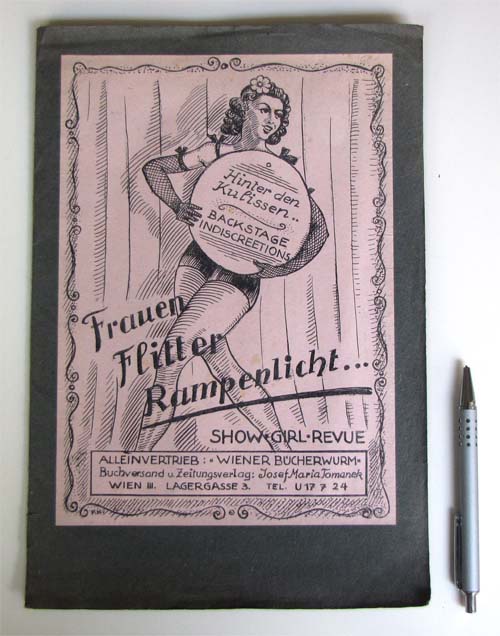 Hinter den
Kulissen..
BACKSTAGE
INDISCREETIONS
Frauen
Flitter
Rampenlicht...
SHOW·GIRL·REVUE
ALLEINVERTRIEB: "WIENER BÜCHERWURM"
Buchversand u. Zeitungsverlag: Josef Maria Tomanek
WIEN III. LAGERGASSE 3. TEL. U 17 7 24